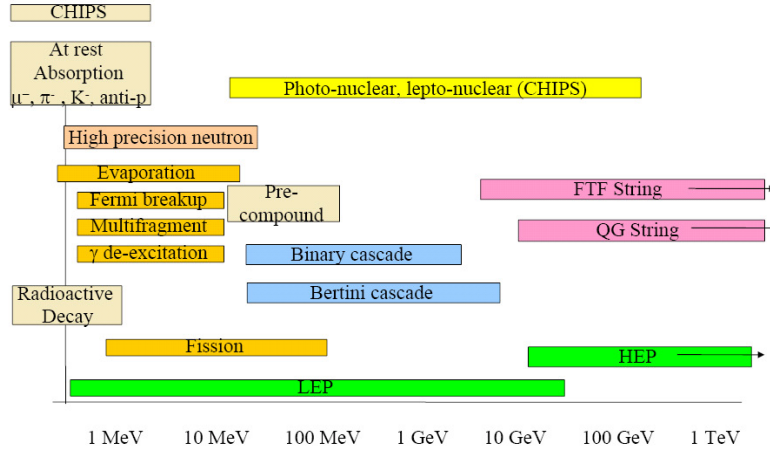 CHIPS
At rest
Absorption
μ⁻, π⁻ , K⁻, anti-p
Photo-nuclear, lepto-nuclear (CHIPS)
High precision neutron
Evaporation
Fermi breakup
Multifragment
γ de-excitation
Pre-
compound
FTF String
QG String
Binary cascade
Bertini cascade
Radioactive
Decay
Fission
HEP
LEP
1 MeV 10 MeV 100 MeV 1 GeV 10 GeV 100 GeV 1 TeV